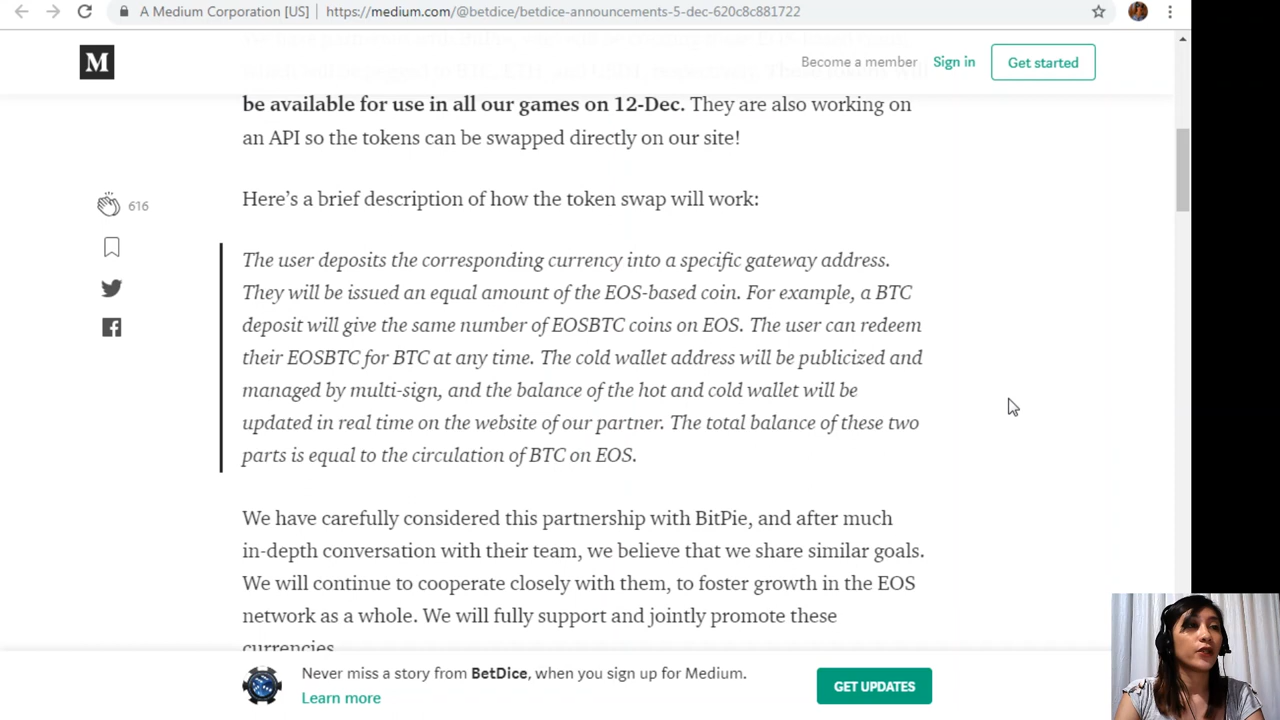 A Medium Corporation [US] | https://medium.com/@betdice/betdice-announcements-5-dec-620c8c881722
M
Become a member Sign in Get started
be available for use in all our games on 12-Dec. They are also working on
an API so the tokens can be swapped directly on our site!
616
Here’s a brief description of how the token swap will work:
The user deposits the corresponding currency into a specific gateway address.
They will be issued an equal amount of the EOS-based coin. For example, a BTC
deposit will give the same number of EOSBTC coins on EOS. The user can redeem
their EOSBTC for BTC at any time. The cold wallet address will be publicized and
managed by multi-sign, and the balance of the hot and cold wallet will be
updated in real time on the website of our partner. The total balance of these two
parts is equal to the circulation of BTC on EOS.
We have carefully considered this partnership with BitPie, and after much
in-depth conversation with their team, we believe that we share similar goals.
We will continue to cooperate closely with them, to foster growth in the EOS
network as a whole. We will fully support and jointly promote these
currencies
Never miss a story from BetDice, when you sign up for Medium.
Learn more
GET UPDATES